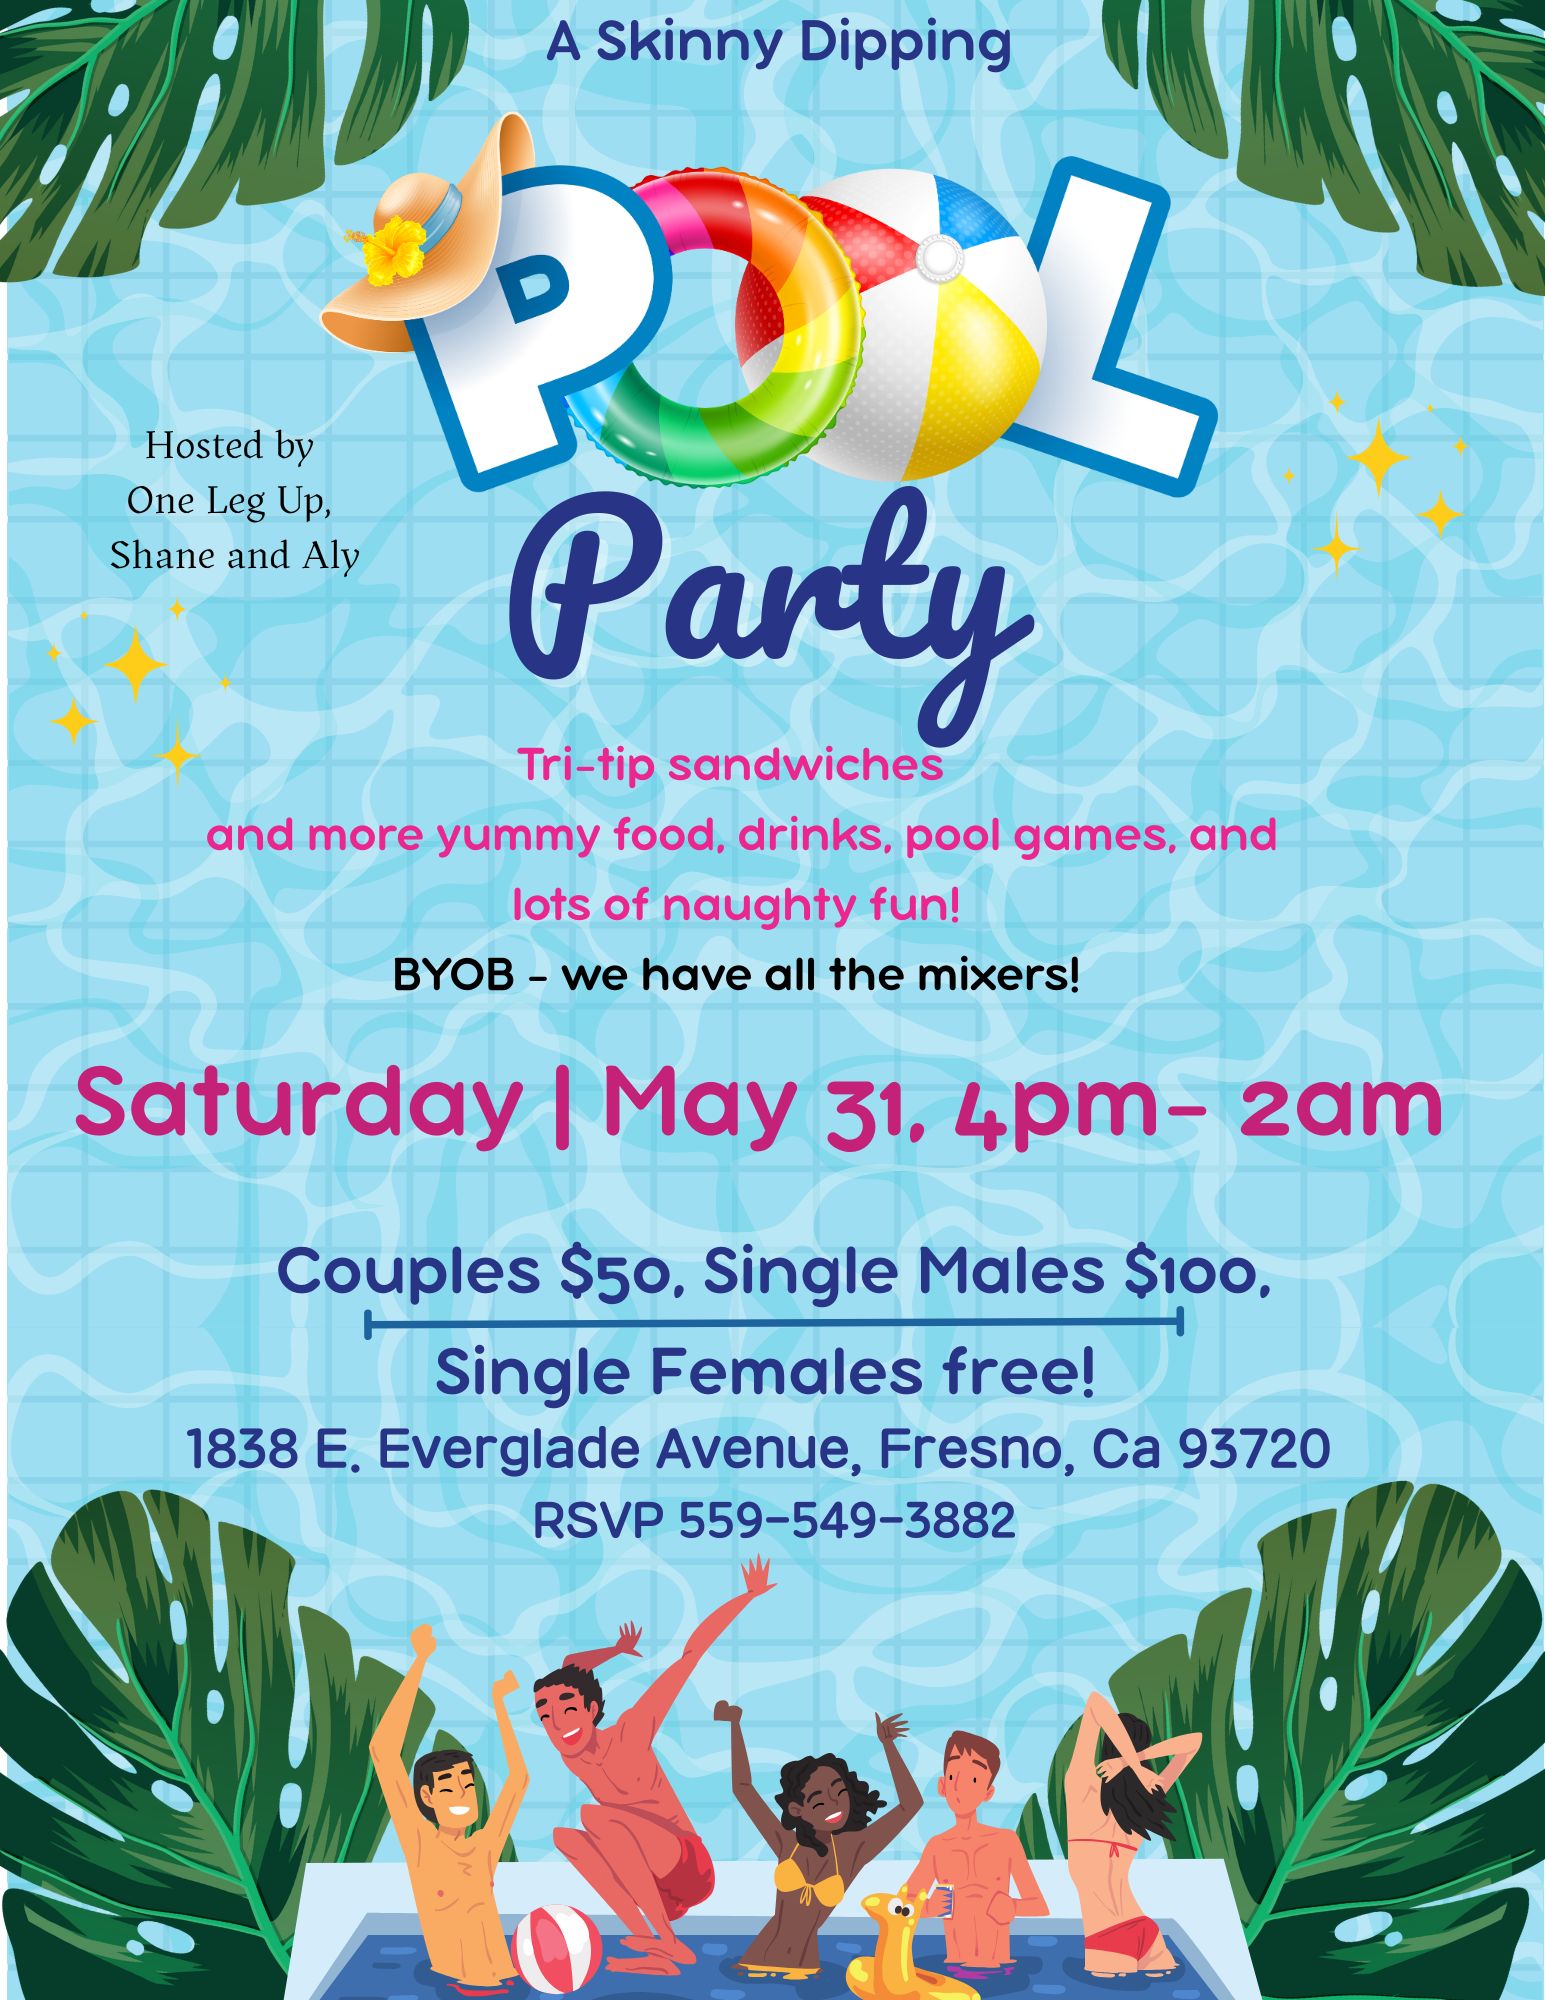 A Skinny Dipping
POOL
Party
Hosted by
One Leg Up,
Shane and Aly
Tri-tip sandwiches
and more yummy food, drinks, pool games, and
lots of naughty fun!
BYOB - we have all the mixers!
Saturday | May 31, 4pm- 2am
Couples $50, Single Males $100,
Single Females free!
1838 E. Everglade Avenue, Fresno, Ca 93720
RSVP 559-549-3882